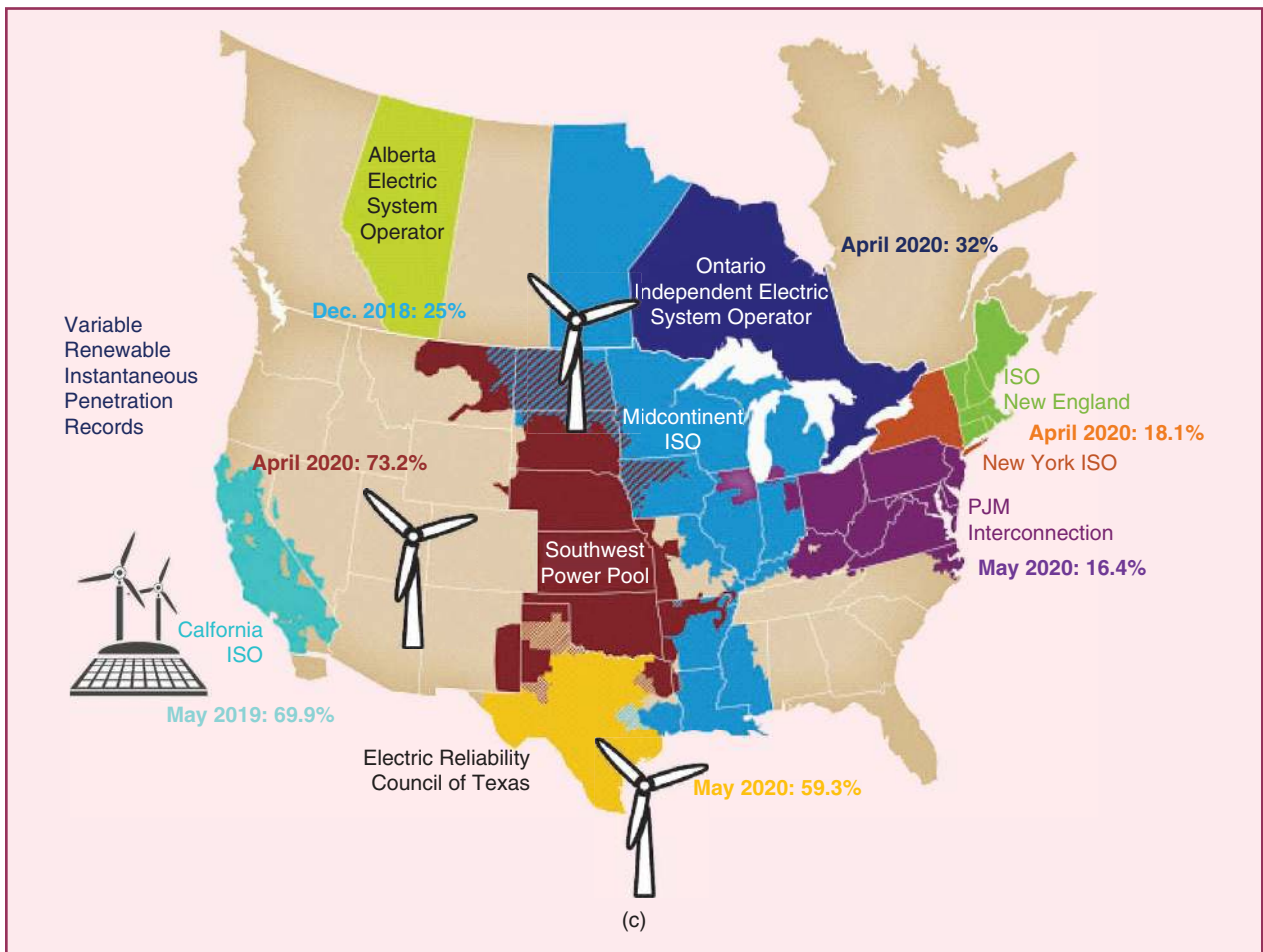 Alberta
Electric
System
Operator
April 2020: 32%
Ontario
Independent Electric
System Operator
Dec. 2018: 25%
Variable
Renewable
Instantaneous
Penetration
Records
ISO
New England
Midcontinent
ISO
April 2020: 18.1%
April 2020: 73.2%
New York ISO
PJM
Interconnection
Southwest
Power Pool
May 2020: 16.4%
Calfornia
ISO
May 2019: 69.9%
Electric Reliability
Council of Texas
May 2020: 59.3%
(c)